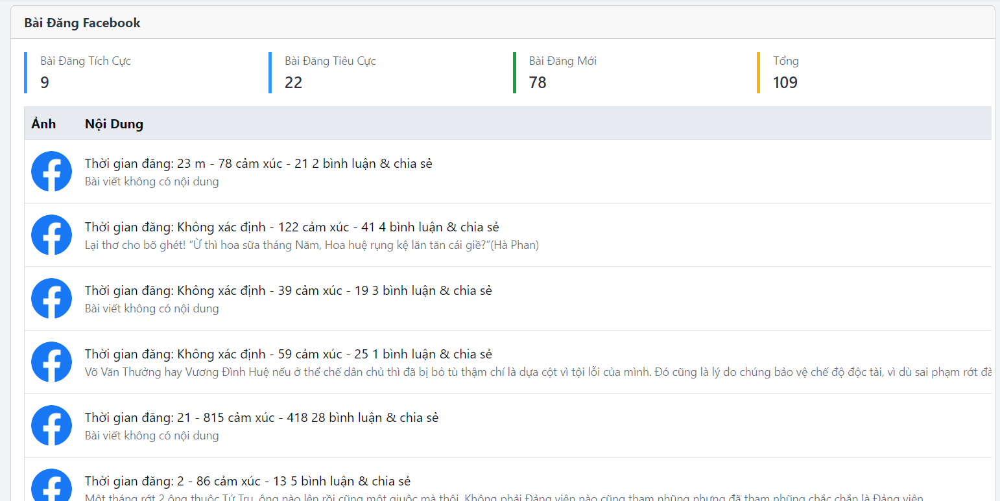 Bài Đăng Facebook
Bài Đăng Tích Cực
9
Bài Đăng Tiêu Cực
22
Bài Đăng Mới
78
Tổng
109
Ảnh Nội Dung
Thời gian đăng: 23 m - 78 cảm xúc - 21 2 bình luận & chia sẻ
Bài viết không có nội dung
Thời gian đăng: Không xác định - 122 cảm xúc - 41 4 bình luận & chia sẻ
Lại thơ cho bõ ghét! “Ừ thì hoa sữa tháng Năm, Hoa huệ rụng kệ lăn tăn cái giề?”(Hà Phan)
Thời gian đăng: Không xác định - 39 cảm xúc - 19 3 bình luận & chia sẻ
Bài viết không có nội dung
Thời gian đăng: Không xác định - 59 cảm xúc - 25 1 bình luận & chia sẻ
Võ Văn Thưởng hay Vương Đình Huệ nếu ở thể chế dân chủ thì đã bị bỏ tù thậm chí là dựa cột vì tội lỗi của mình. Đó cũng là lý do chúng bảo vệ chế độ độc tài, vì dù sai phạm rớt đà
Thời gian đăng: 21 - 815 cảm xúc - 418 28 bình luận & chia sẻ
Bài viết không có nội dung
Thời gian đăng: 2 - 86 cảm xúc - 13 5 bình luận & chia sẻ
Một tháng rớt 2 ông thuộc Tứ Trụ, ông nào lên rồi cũng một giuộc mà thôi. Không phải Đảng viên nào cũng tham nhũng nhưng đã tham nhũng chắc chắn là Đảng viên